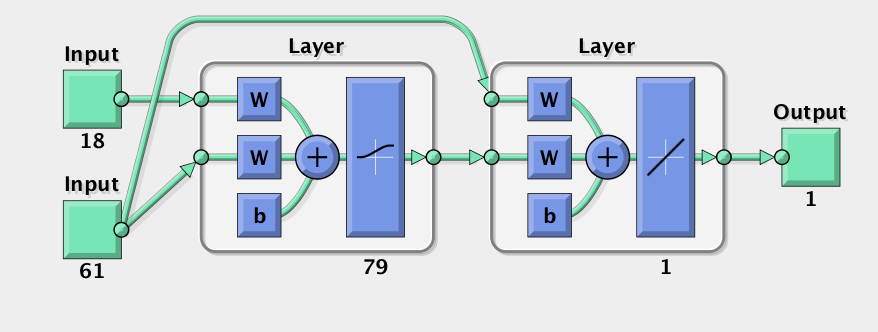 Input
18
Input
61
Layer
W
W
b
+
79
Layer
W
W
b
+
1
Output
1